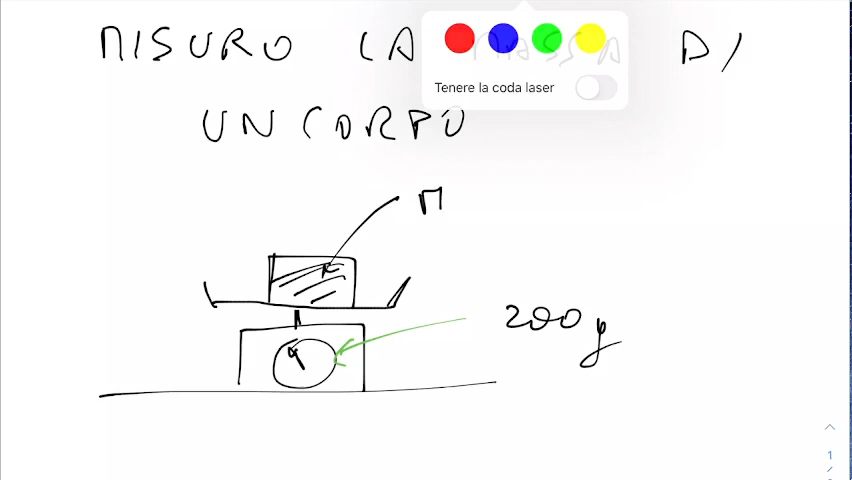 MISURO LA MASSA DI
Tenere la coda laser
UN CORPO
M
200 g
1
/